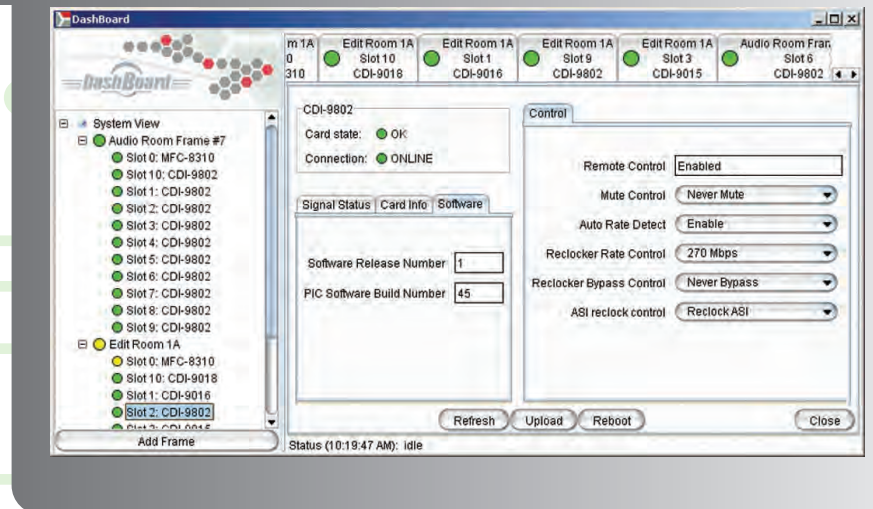 DashBoard
DashBoard
m 1A
0
310
Edit Room 1A
Slot 10
CDI-9018
Edit Room 1A
Slot 1
CDI-9016
Edit Room 1A
Slot 9
CDI-9802
Edit Room 1A
Slot 3
CDI-9015
Audio Room Fran
Slot 6
CDI-9802
System View
Audio Room Frame #7
Slot 0: MFC-8310
Slot 10: CDI-9802
Slot 1: CDI-9802
Slot 2: CDI-9802
Slot 3: CDI-9802
Slot 4: CDI-9802
Slot 5: CDI-9802
Slot 6: CDI-9802
Slot 7: CDI-9802
Slot 8: CDI-9802
Slot 9: CDI-9802
Edit Room 1A
Slot 0: MFC-8310
Slot 10: CDI-9018
Slot 1: CDI-9016
Slot 2: CDI-9802
Slot 3: CDI-9015
Add Frame
CDI-9802
Card state: OK
Connection: ONLINE
Signal Status Card Info Software
Software Release Number 1
PIC Software Build Number 45
Control
Remote Control Enabled
Mute Control Never Mute
Auto Rate Detect Enable
Reclocker Rate Control 270 Mbps
Reclocker Bypass Control Never Bypass
ASI reclock control Reclock ASI
Refresh Upload Reboot Close
Status (10:19:47 AM): idle